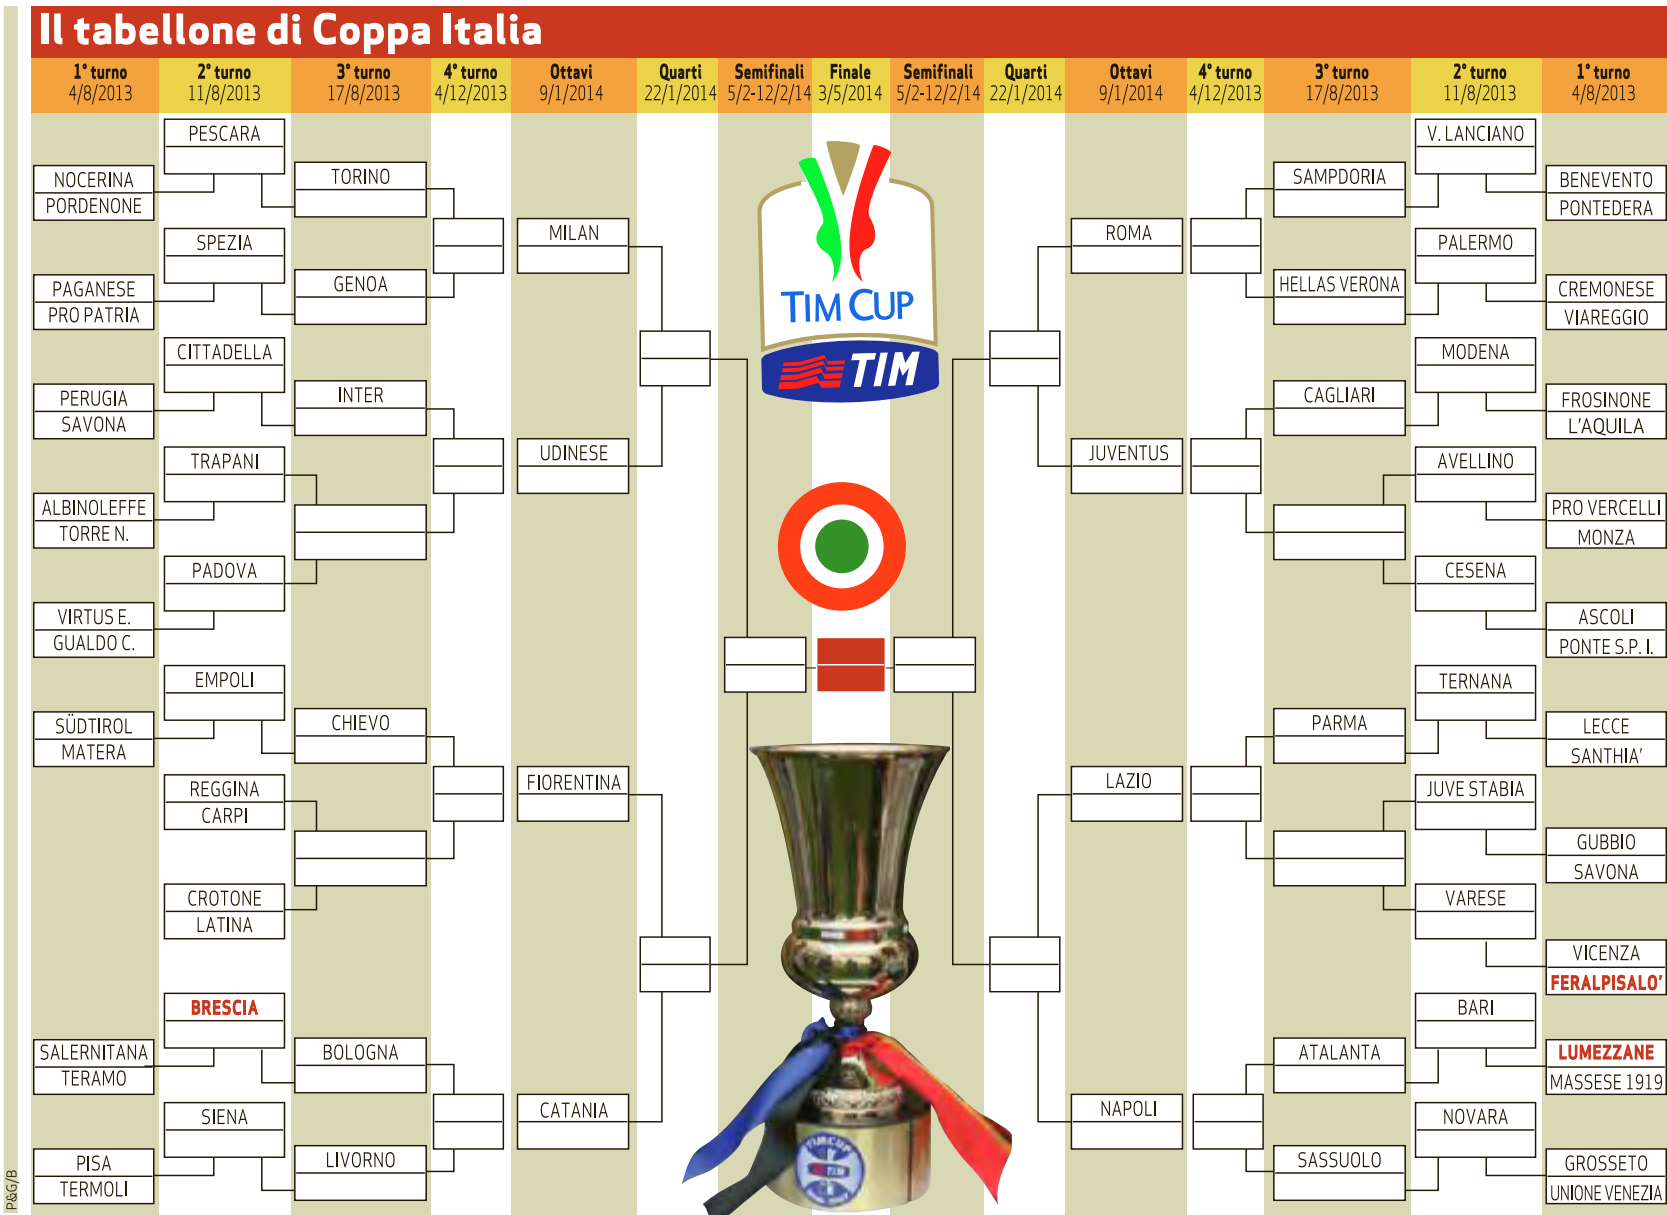 Il tabellone di Coppa Italia
1° turno
4/8/2013
2° turno
11/8/2013
3° turno
17/8/2013
4° turno
4/12/2013
Ottavi
9/1/2014
Quarti
22/1/2014
Semifinali
5/2-12/2/14
Finale
3/5/2014
Semifinali
5/2-12/2/14
Quarti
22/1/2014
Ottavi
9/1/2014
4° turno
4/12/2013
3° turno
17/8/2013
2° turno
11/8/2013
1° turno
4/8/2013
NOCERINA
PORDENONE
PAGANESE
PRO PATRIA
PERUGIA
SAVONA
ALBINOLEFFE
TORRE N.
VIRTUS E.
GUALDO C.
SÜDTIROL
MATERA
SALERNITANA
TERAMO
PISA
TERMOLI
PESCARA
SPEZIA
CITTADELLA
TRAPANI
PADOVA
EMPOLI
REGGINA
CARPI
CROTONE
LATINA
BRESCIA
SIENA
TORINO
GENOA
INTER
CHIEVO
BOLOGNA
LIVORNO
MILAN
UDINESE
FIORENTINA
CATANIA
TIM CUP
TIM
TIM CUP
TIM
ROMA
JUVENTUS
LAZIO
NAPOLI
SAMPDORIA
HELLAS VERONA
CAGLIARI
PARMA
ATALANTA
SASSUOLO
V. LANCIANO
PALERMO
MODENA
AVELLINO
CESENA
TERNANA
JUVE STABIA
VARESE
BARI
NOVARA
BENEVENTO
PONTEDERA
CREMONESE
VIAREGGIO
FROSINONE
L'AQUILA
PRO VERCELLI
MONZA
ASCOLI
PONTE S.P. I.
LECCE
SANTHIA'
GUBBIO
SAVONA
VICENZA
FERALPISALO'
LUMEZZANE
MASSESE 1919
GROSSETO
UNIONE VENEZIA
P&G/B